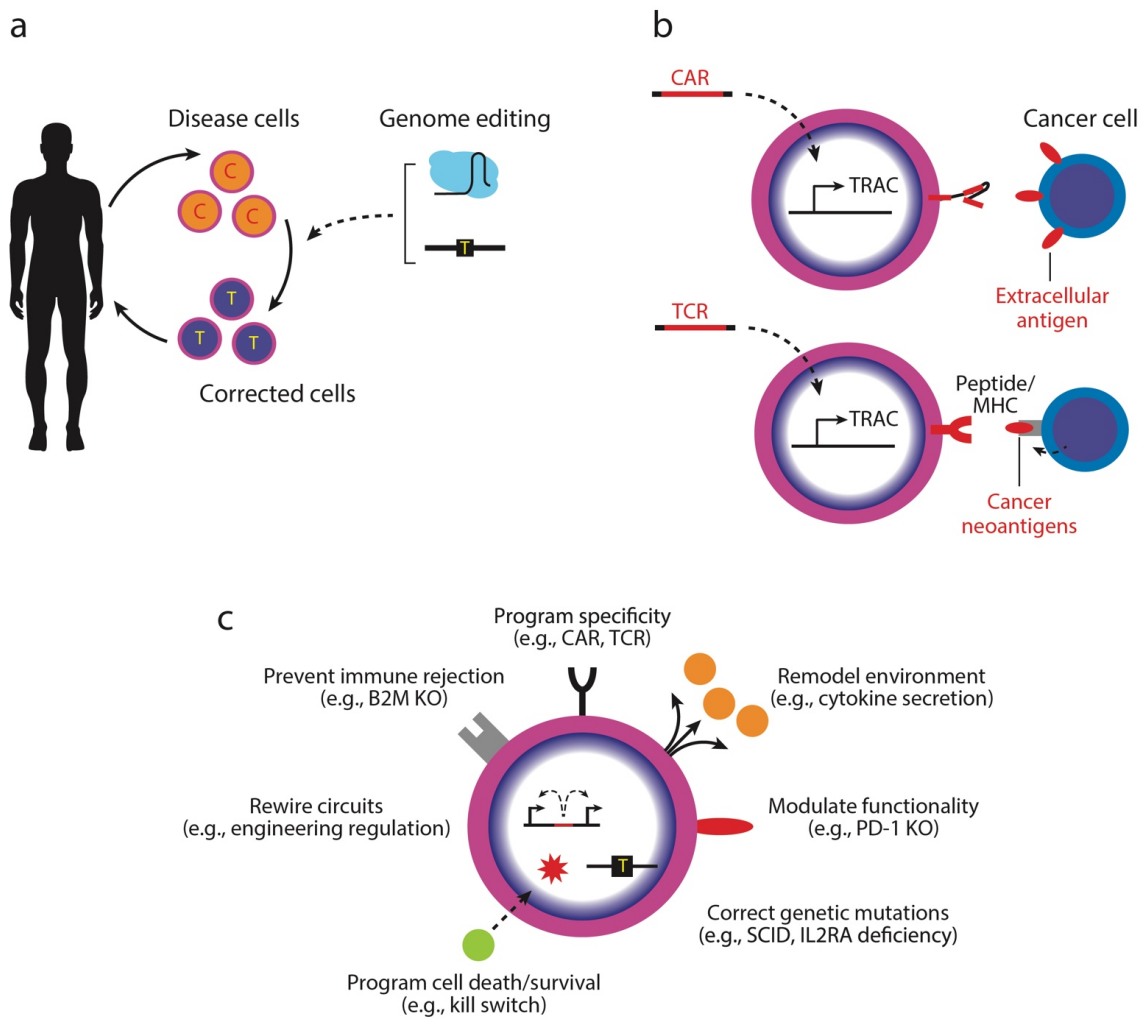 a
Disease cells
Genome editing
C
C
C
T
T
T
T
Corrected cells
b
CAR
TRAC
Cancer cell
Extracellular
antigen
TCR
TRAC
Peptide/
MHC
Cancer
neoantigens
c
Program specificity
(e.g., CAR, TCR)
Prevent immune rejection
(e.g., B2M KO)
Remodel environment
(e.g., cytokine secretion)
Rewire circuits
(e.g., engineering regulation)
Modulate functionality
(e.g., PD-1 KO)
T
Correct genetic mutations
(e.g., SCID, IL2RA deficiency)
Program cell death/survival
(e.g., kill switch)